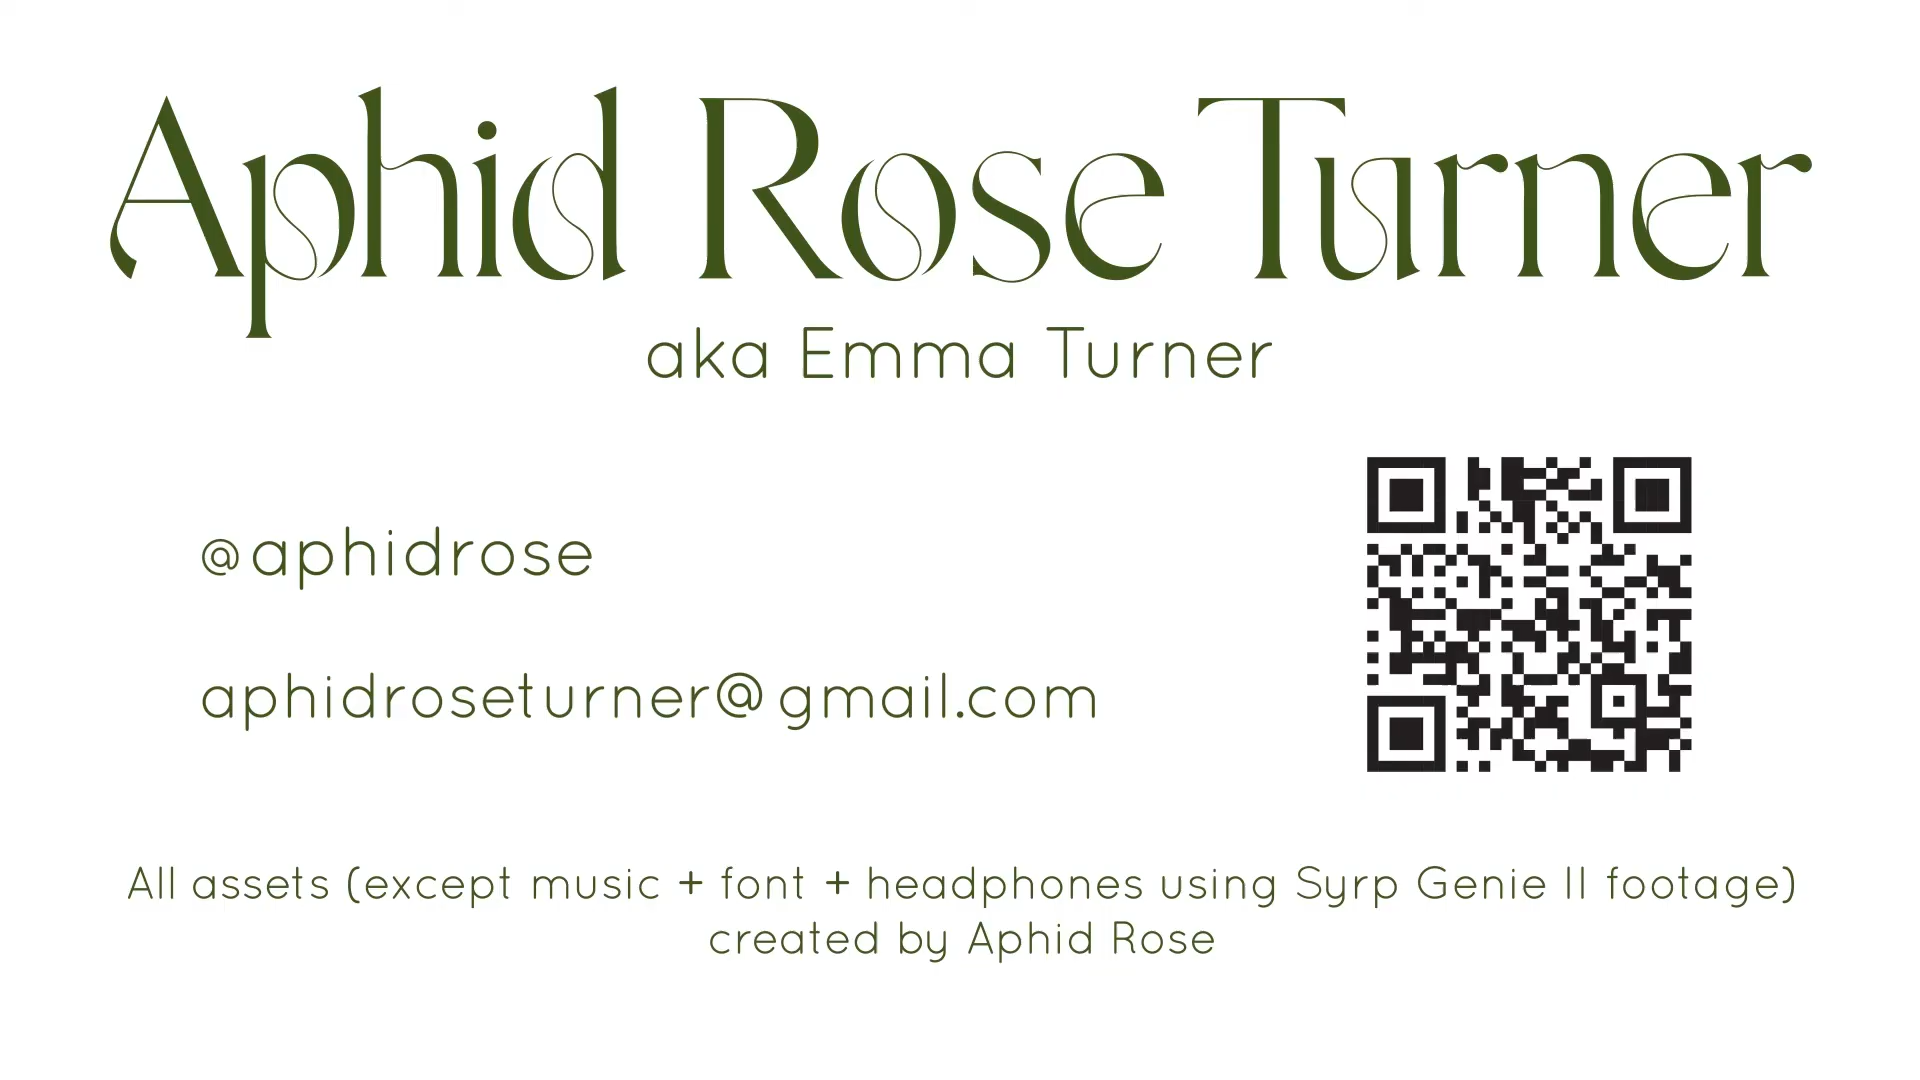 Aphid Rose Turner
aka Emma Turner
@aphidrose
aphidroseturner@gmail.com
All assets (except music + font + headphones using Syrp Genie II footage)
created by Aphid Rose